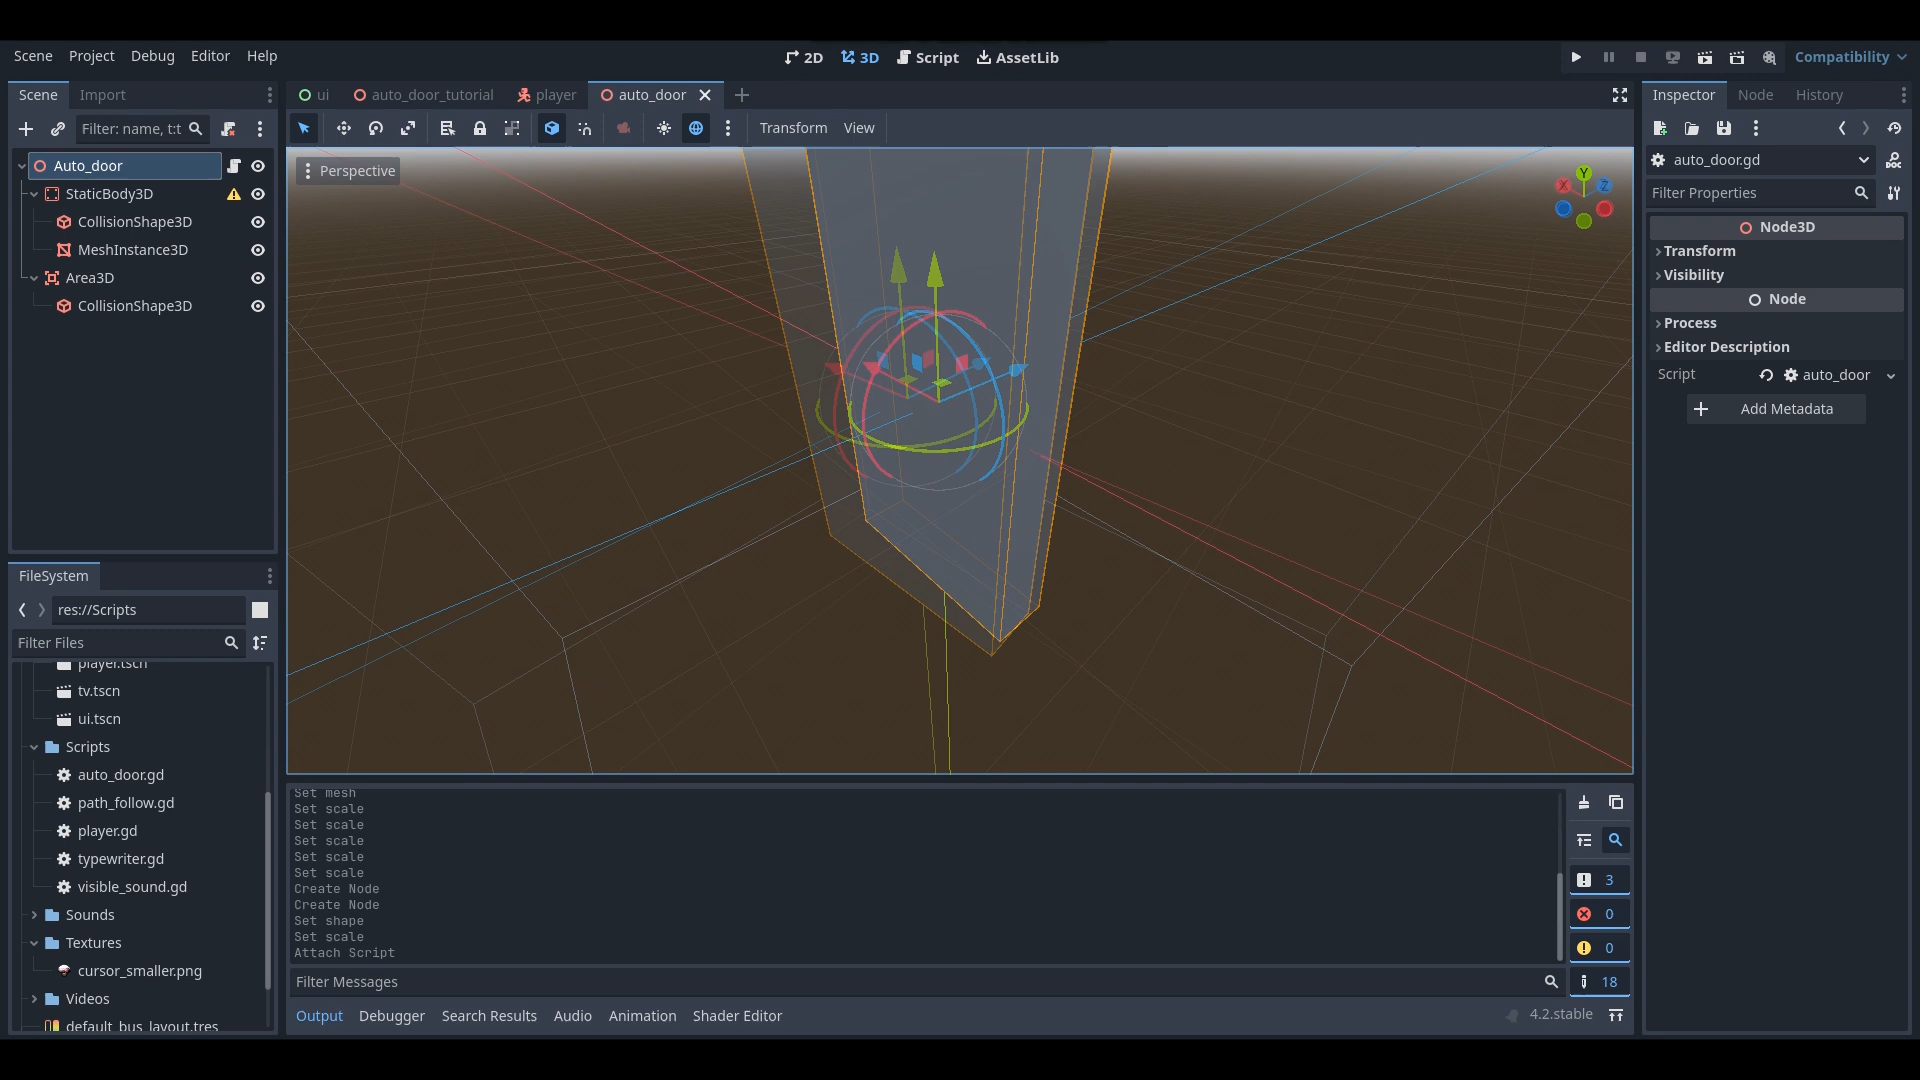 Scene Project Debug Editor Help
2D 3D Script AssetLib
Compatibility
Scene Import
Filter: name, t:t
Auto_door
StaticBody3D
CollisionShape3D
MeshInstance3D
Area3D
CollisionShape3D
FileSystem
res://Scripts
Filter Files
player.tscn
tv.tscn
ui.tscn
Scripts
auto_door.gd
path_follow.gd
player.gd
typewriter.gd
visible_sound.gd
Sounds
Textures
cursor_smaller.png
Videos
default_bus_layout.tres
ui auto_door_tutorial player auto_door
Transform View
Perspective
X Y Z
Set mesh
Set scale
Set scale
Set scale
Set scale
Set scale
Create Node
Create Node
Set shape
Set scale
Attach Script
Filter Messages
3
0
0
18
Output Debugger Search Results Audio Animation Shader Editor
4.2.stable
Inspector Node History
auto_door.gd
DOC
Filter Properties
Node3D
Transform
Visibility
Node
Process
Editor Description
Script auto_door
Add Metadata